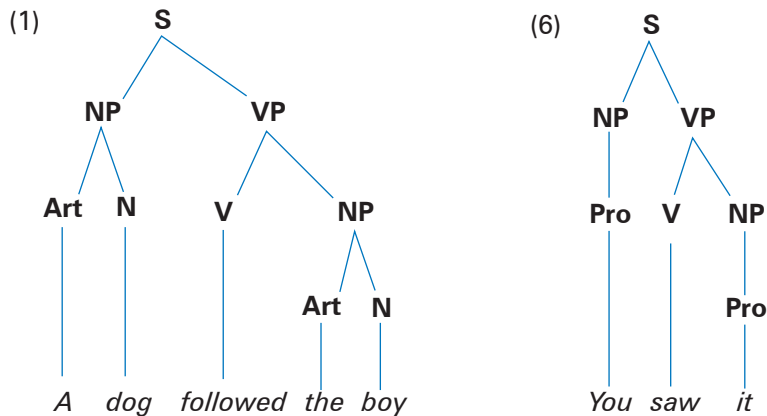 (1) S (6) S
NP VP NP VP
Art N V NP Pro V NP
Art N Pro
A dog followed the boy You saw it